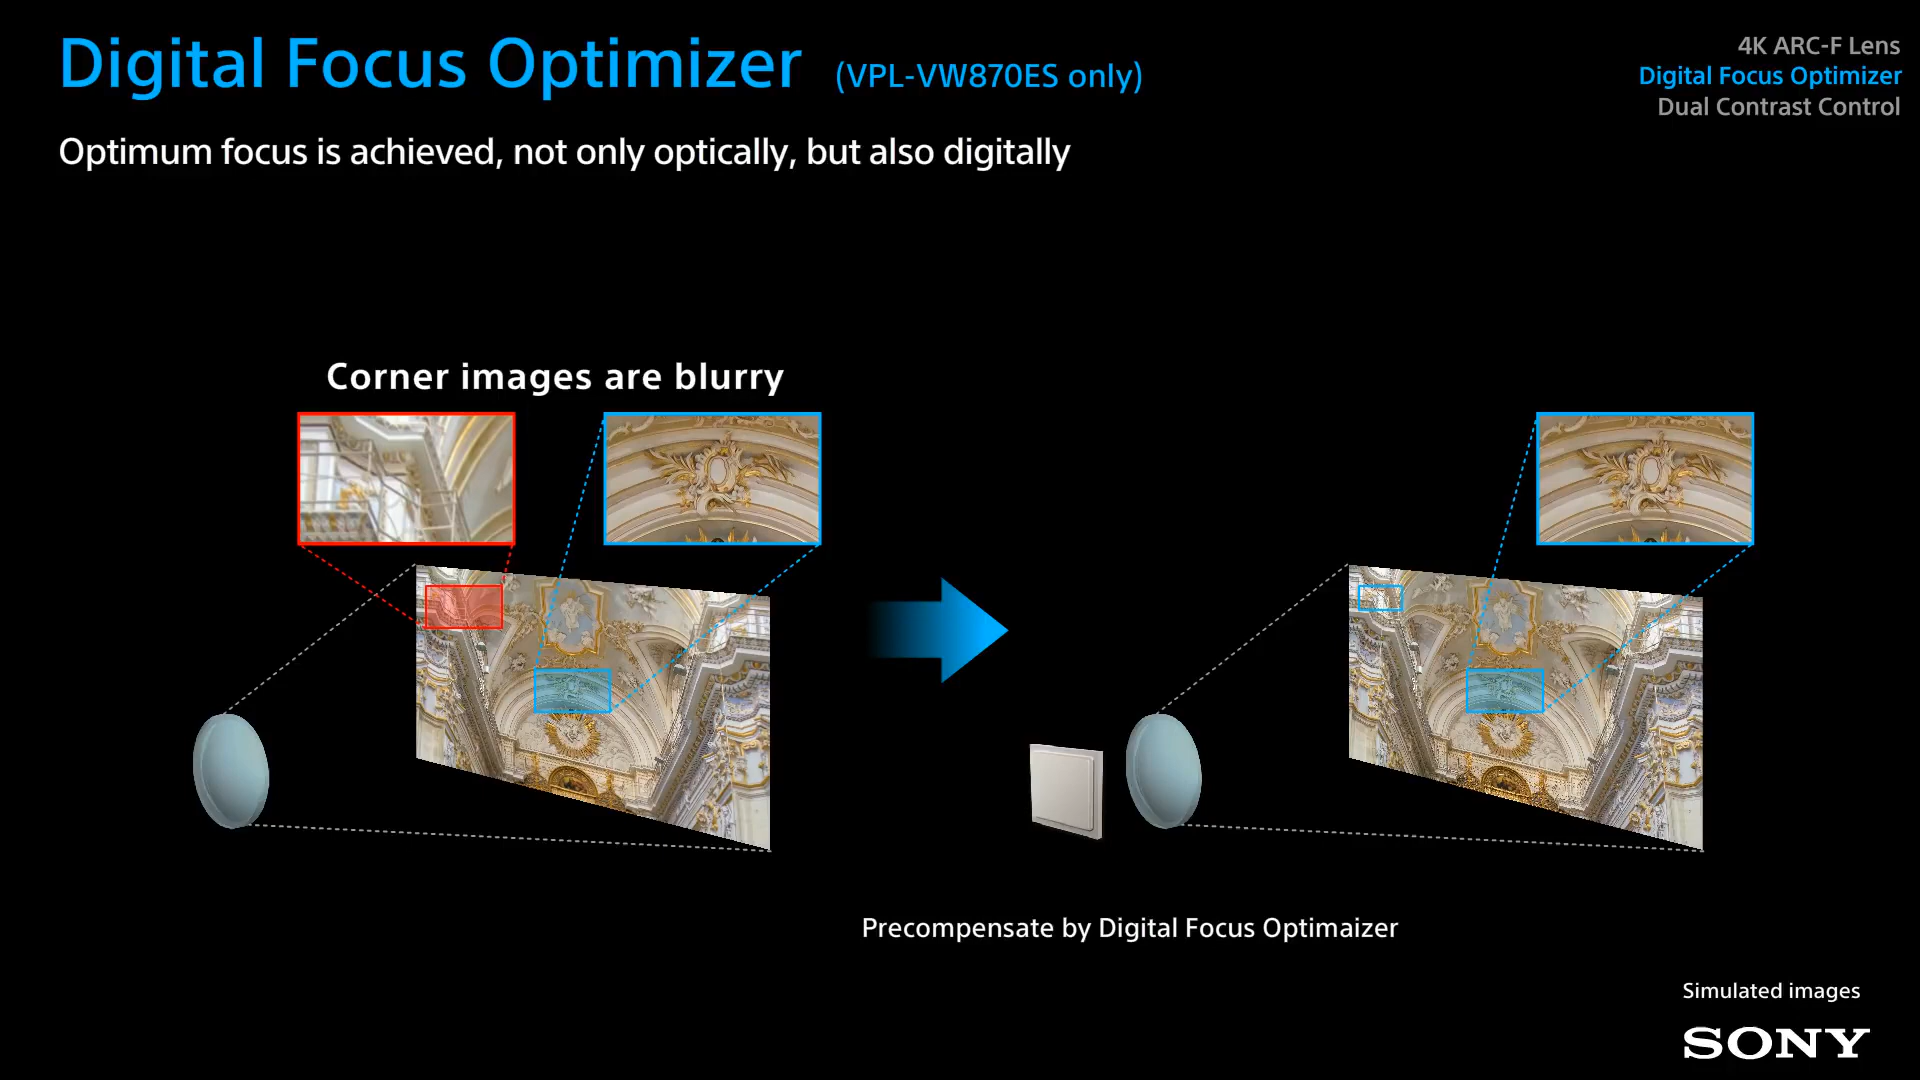 Digital Focus Optimizer (VPL-VW870ES only)
4K ARC-F Lens
Digital Focus Optimizer
Dual Contrast Control
Optimum focus is achieved, not only optically, but also digitally
Corner images are blurry
Precompensate by Digital Focus Optimaizer
Simulated images
SONY